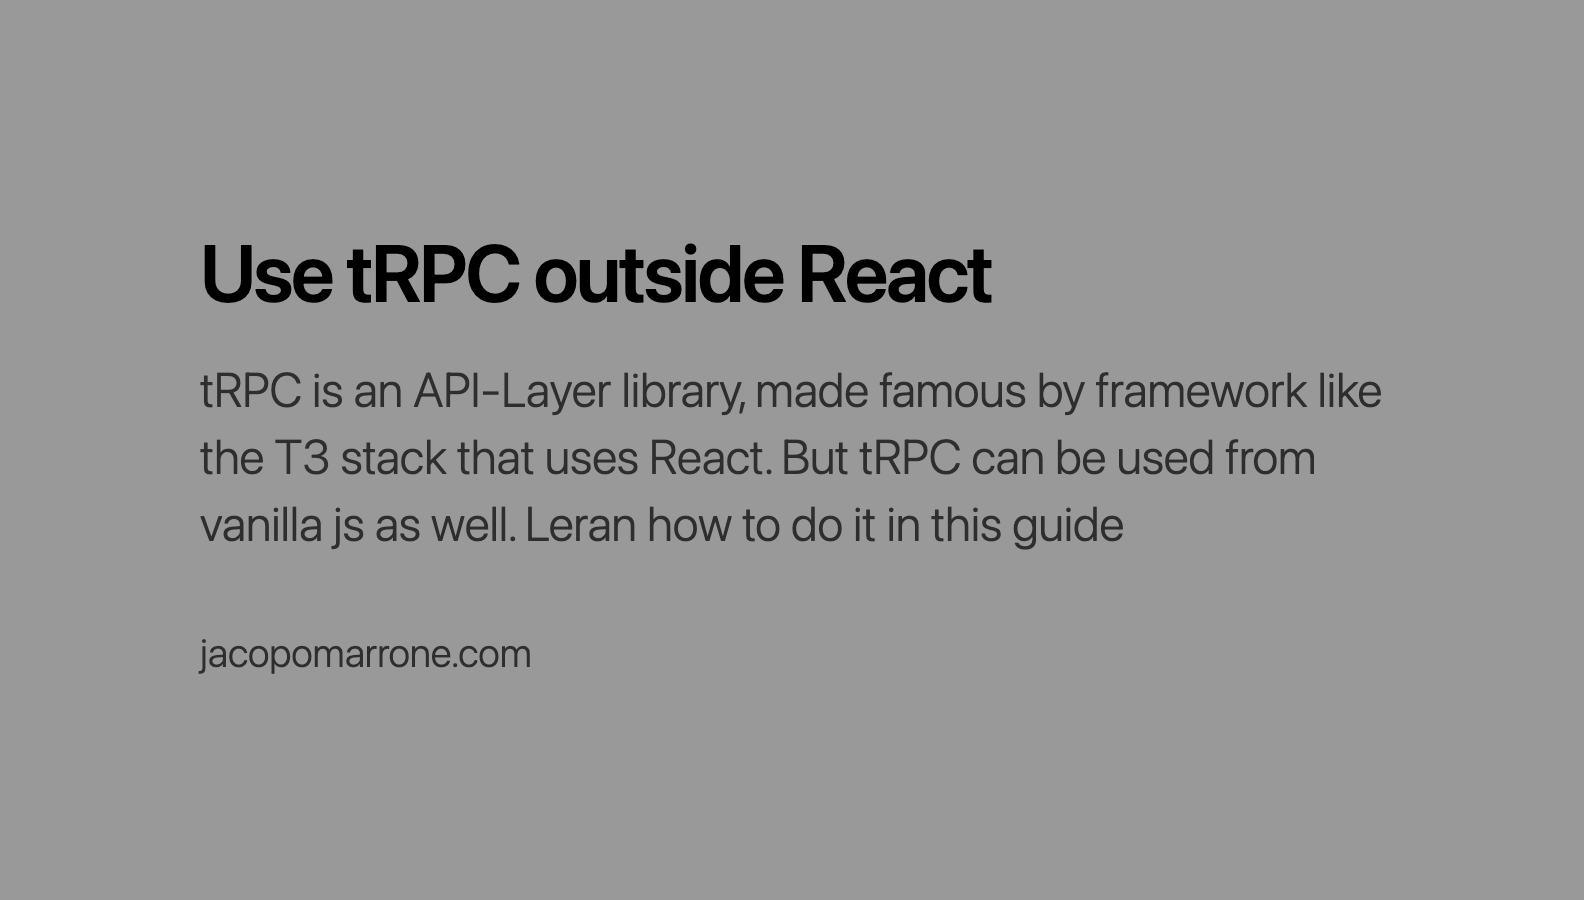 Use tRPC outside React
tRPC is an API-Layer library, made famous by framework like
the T3 stack that uses React. But tRPC can be used from
vanilla js as well. Leran how to do it in this guide
jacopomarrone.com